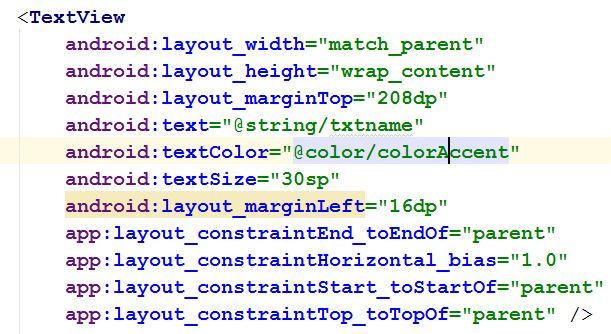 <TextView
android:layout_width="match_parent"
android:layout_height="wrap_content"
android:layout_marginTop="208dp"
android:text="@string/txtname"
android:textColor="@color/colorAccent"
android:textSize="30sp"
android:layout_marginLeft="16dp"
app:layout_constraintEnd_toEndOf="parent"
app:layout_constraintHorizontal_bias="1.0"
app:layout_constraintStart_toStartOf="parent"
app:layout_constraintTop_toTopOf="parent" />